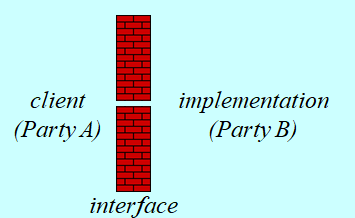 client
(Party A)
implementation
(Party B)
interface